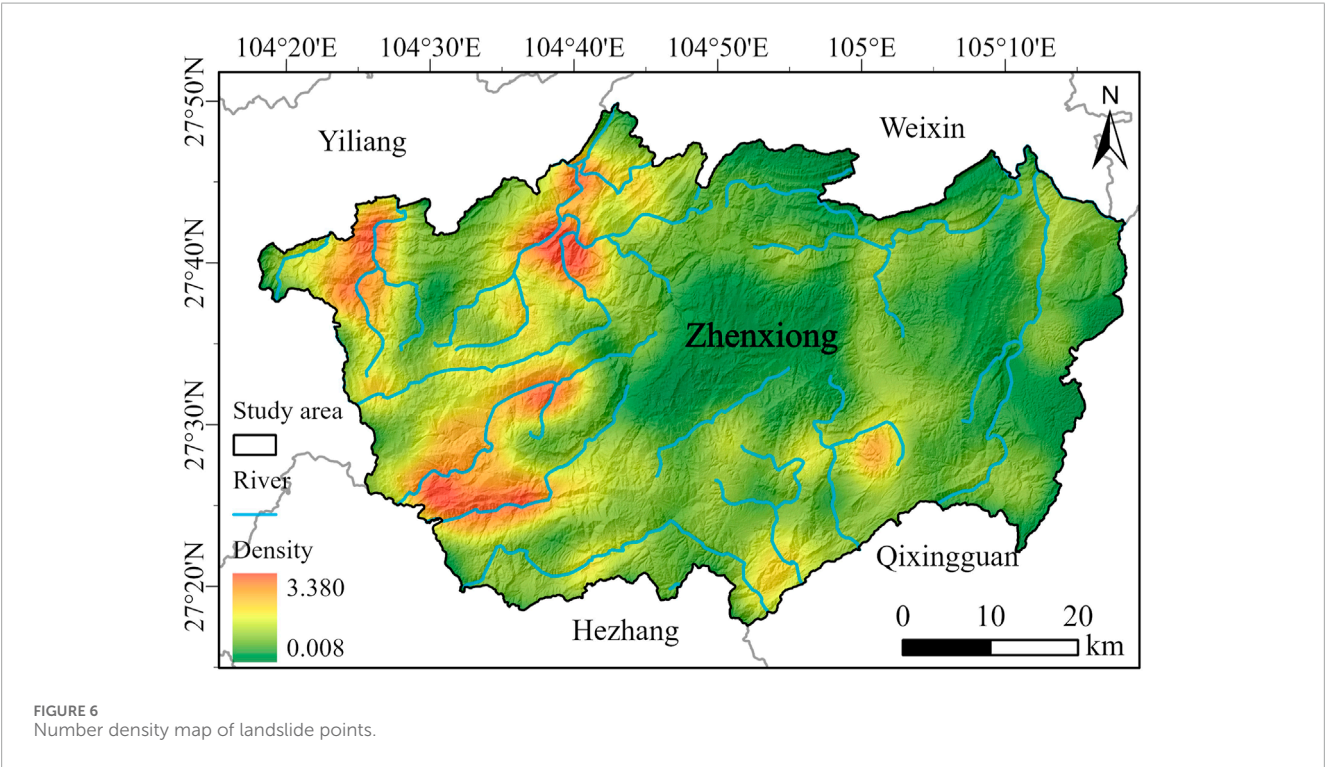 104°20'E 104°30'E 104°40'E 104°50'E 105°E 105°10'E
27°50'N
27°40'N
27°30'N
27°20'N
N
Yiliang
Weixin
Zhenxiong
Qixingguan
Hezhang
Study area
River
Density
3.380
0.008
0 10 20
km
FIGURE 6
Number density map of landslide points.